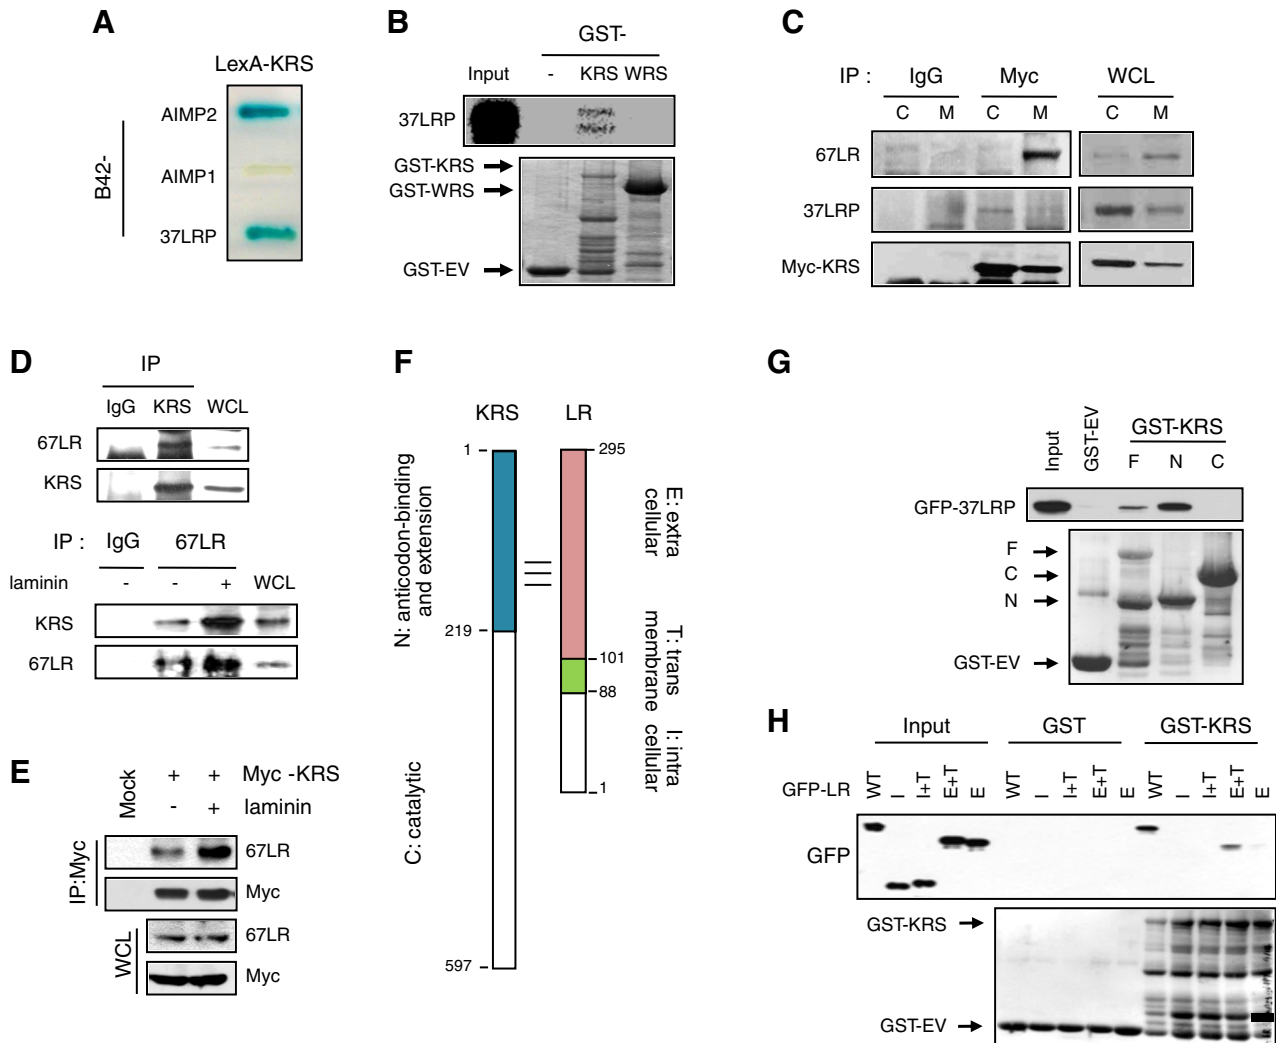 A
LexA-KRS
B42-
AIMP2
AIMP1
37LRP
B
GST-
Input - KRS WRS
37LRP
GST-KRS
GST-WRS
GST-EV
C
IP : IgG Myc WCL
C M C M C M
67LR
37LRP
Myc-KRS
D
IP
IgG KRS WCL
67LR
KRS
IP : IgG 67LR
laminin - - + WCL
KRS
67LR
E
Mock + + Myc -KRS
- + laminin
IP:Myc
67LR
Myc
WCL
67LR
Myc
F
KRS LR
1
219
597
295
101
88
1
N: anticodon-binding
and extension
C: catalytic
E: extra
cellular
T: trans
membrane
I: intra
cellular
G
Input GST-EV GST-KRS
F N C
GFP-37LRP
F
C
N
GST-EV
H
Input GST GST-KRS
GFP-LR WT I I+T E+T E WT I I+T E+T E WT I I+T E+T E
GFP
GST-KRS
GST-EV